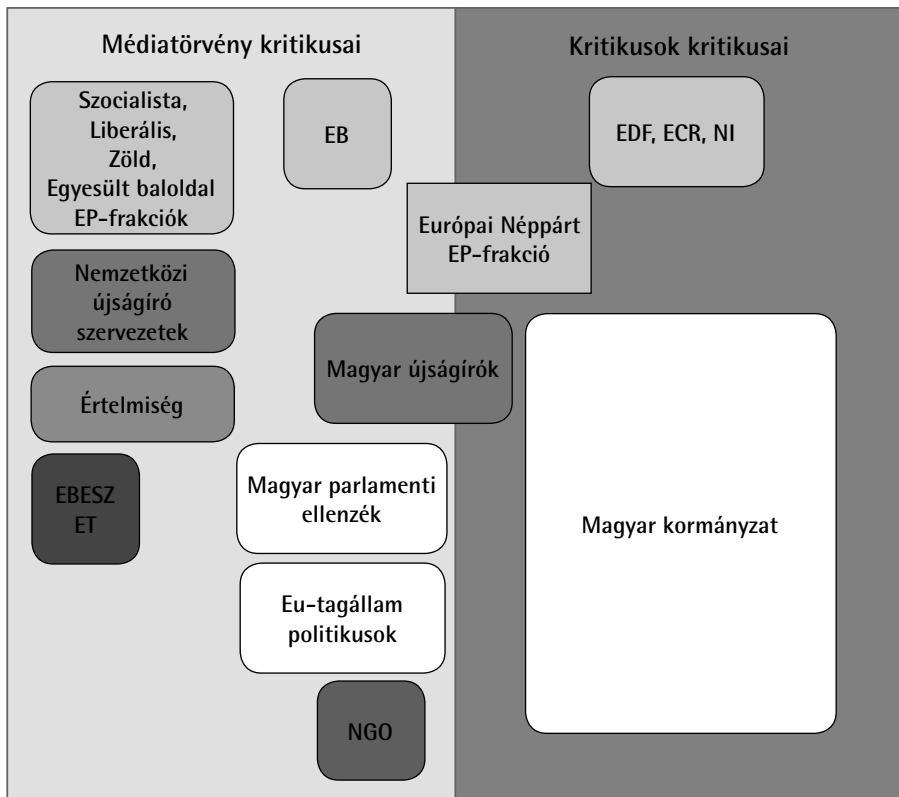 Médiatörvény kritikusai
Kritikusok kritikusai
Szocialista,
Liberális,
Zöld,
Egyesült baloldal
EP-frakciók
EB
EDF, ECR, NI
Európai Néppárt
EP-frakció
Nemzetközi
újságíró
szervezetek
Magyar újságírók
Értelmiség
EBESZ
ET
Magyar parlamenti
ellenzék
Magyar kormányzat
Eu-tagállam
politikusok
NGO